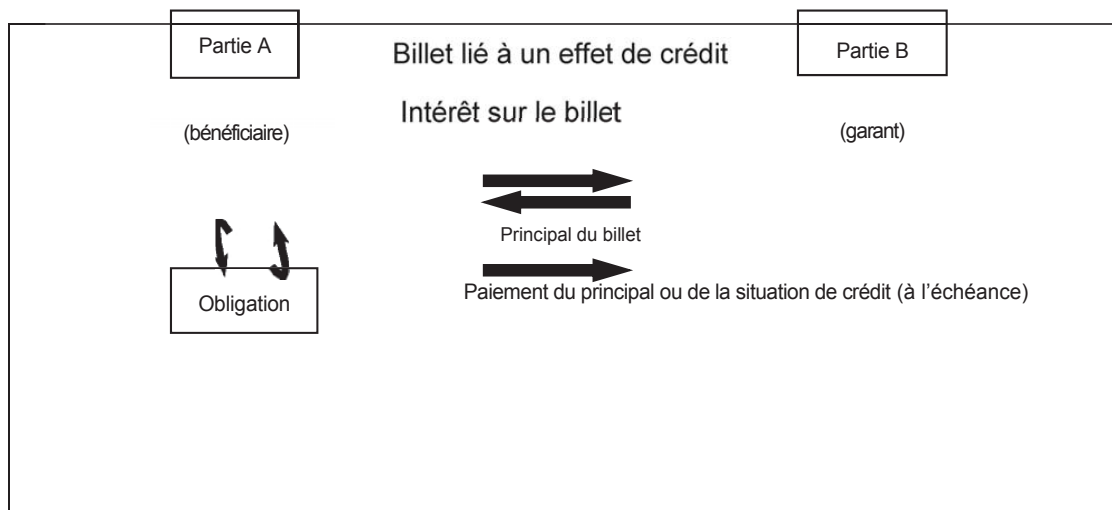 Partie A
Billet lié à un effet de crédit
Partie B
Intérêt sur le billet
(bénéficiaire)
(garant)
Principal du billet
Obligation
Paiement du principal ou de la situation de crédit (à l’échéance)